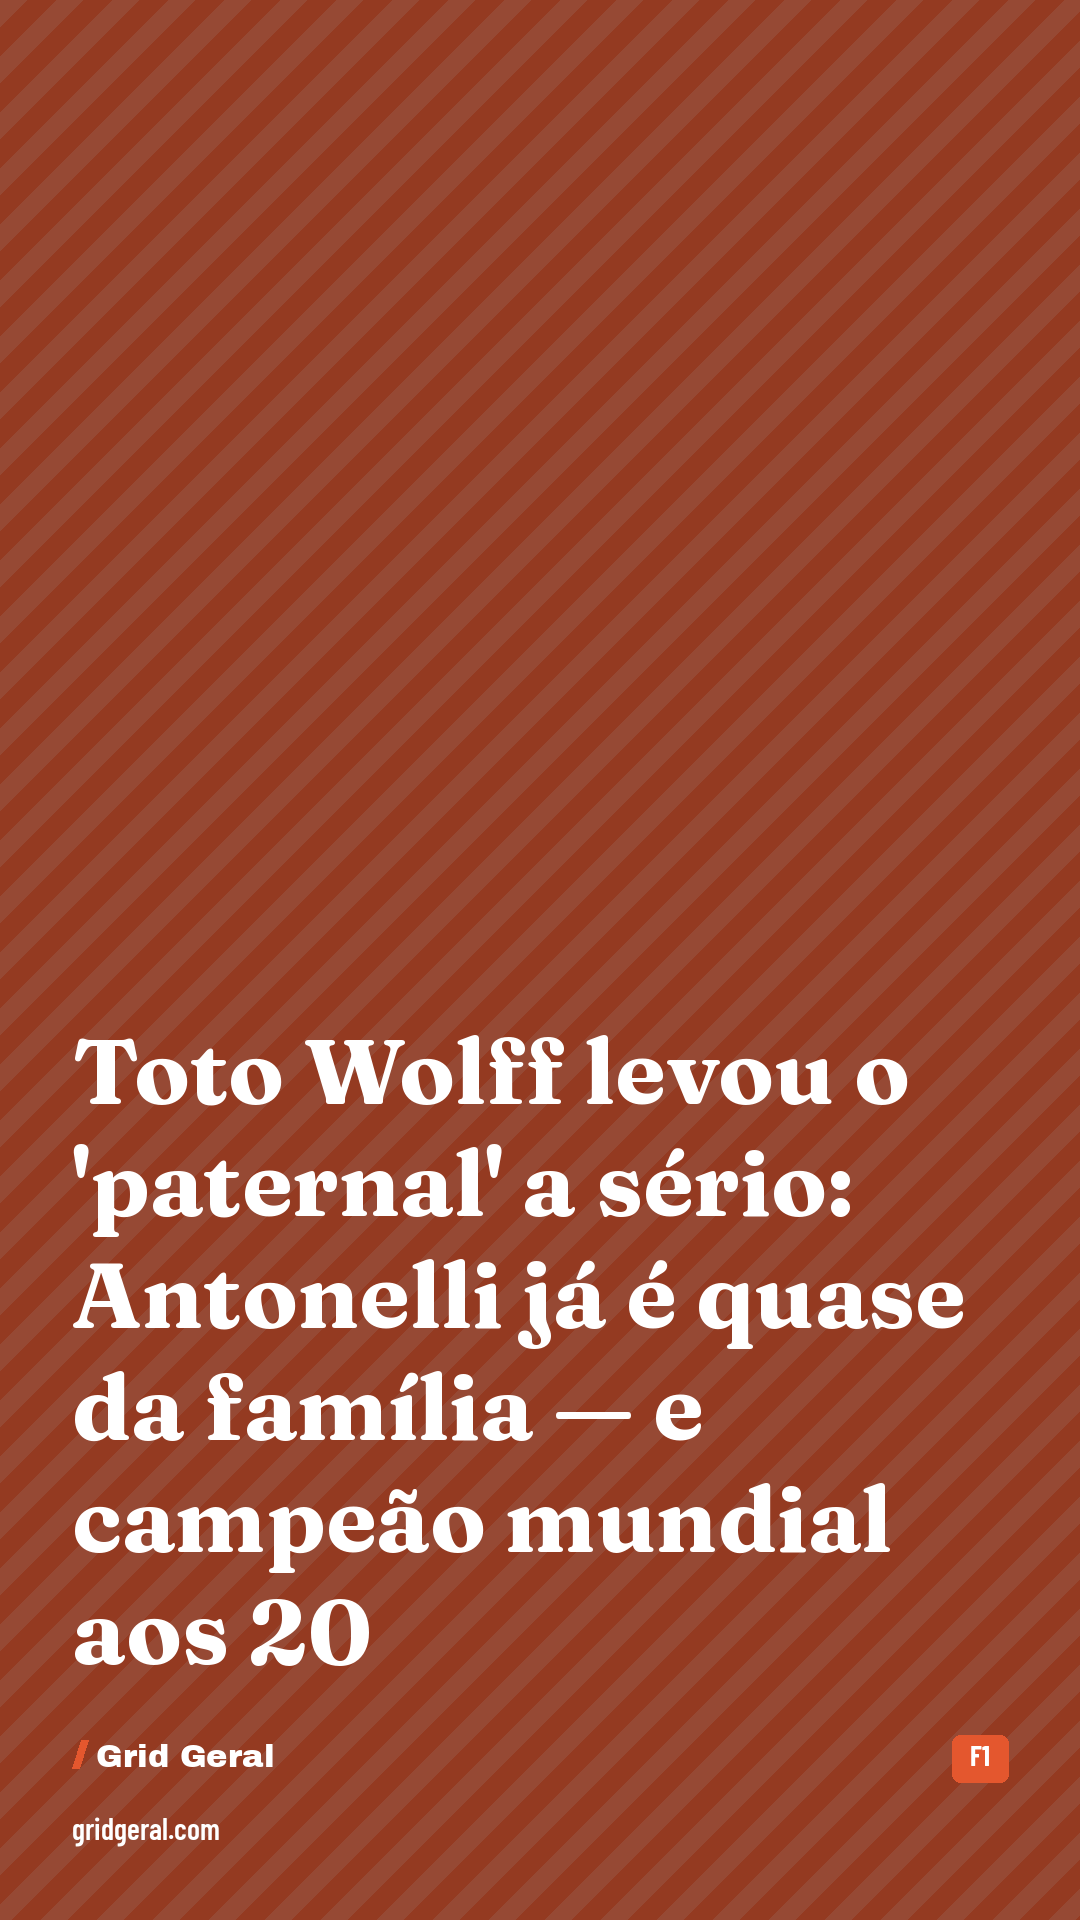 Toto Wolff levou o
'paternal' a sério:
Antonelli já é quase
da família — e
campeão mundial
aos 20
/ Grid Geral
F1
gridgeral.com